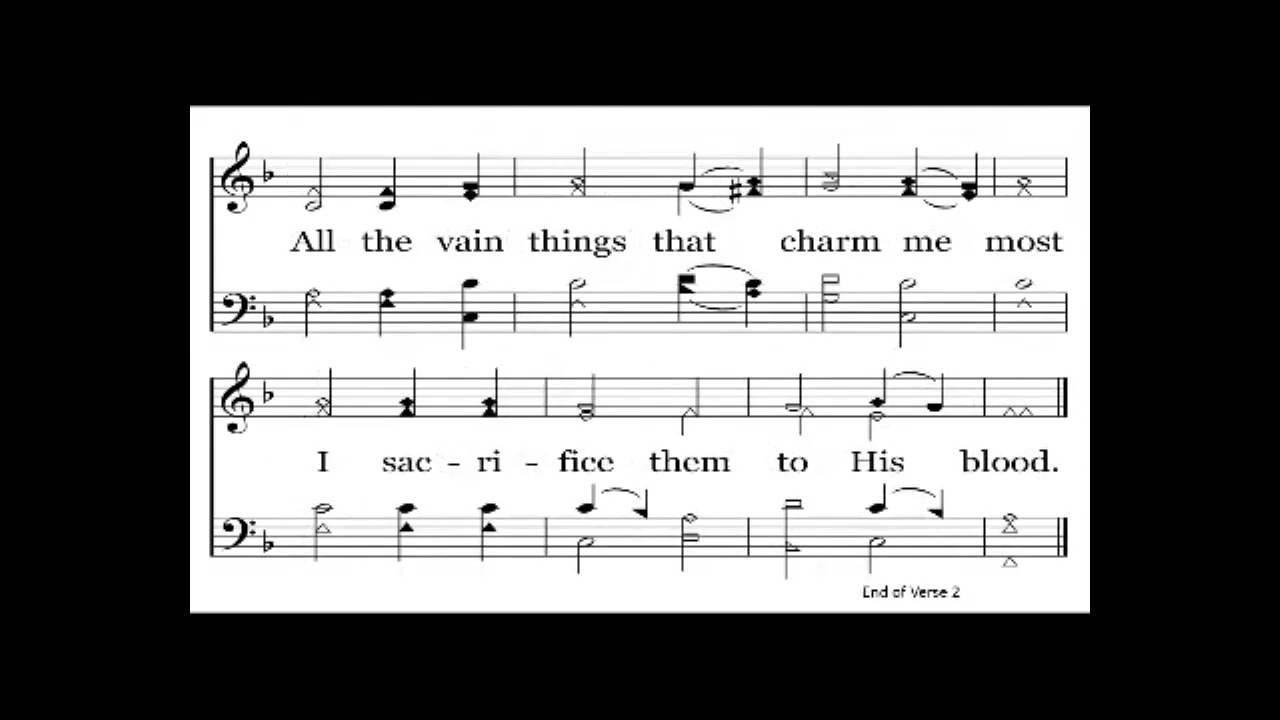 All the vain things that charm me most
I sac - ri - fice them to His blood.
End of Verse 2